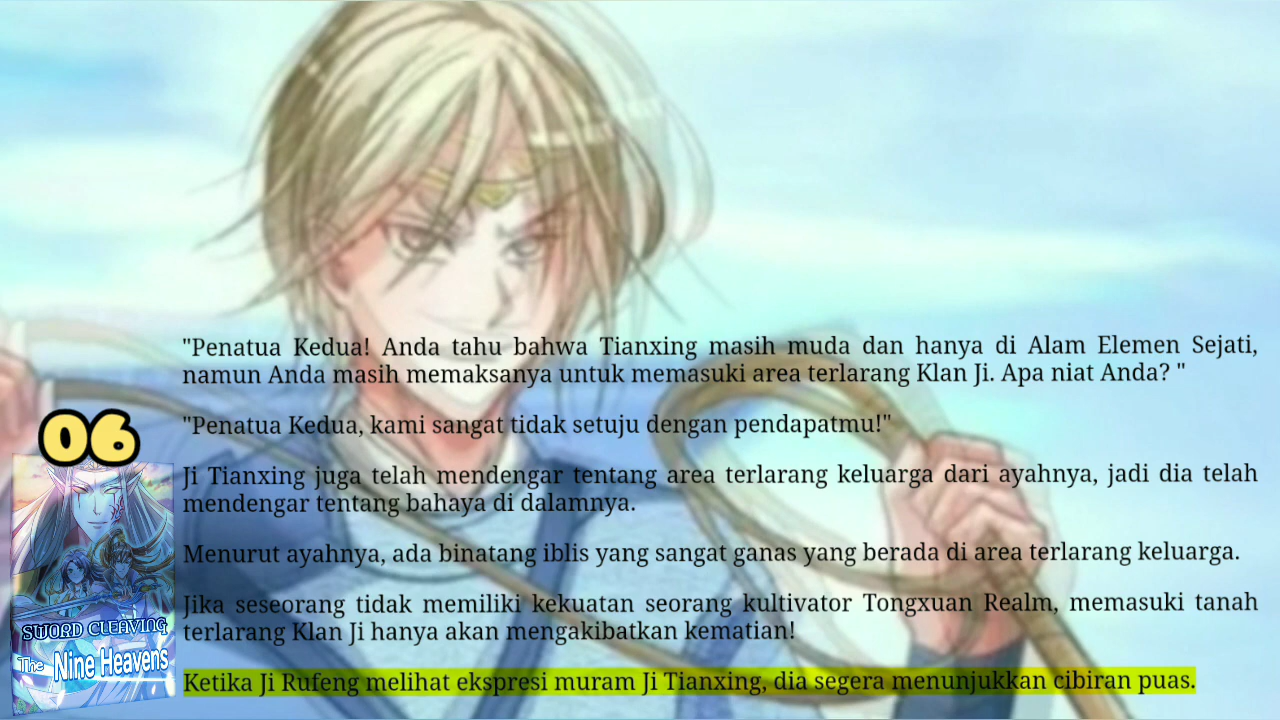 "Penatua Kedua! Anda tahu bahwa Tianxing masih muda dan hanya di Alam Elemen Sejati,
namun Anda masih memaksanya untuk memasuki area terlarang Klan Ji. Apa niat Anda? "
"Penatua Kedua, kami sangat tidak setuju dengan pendapatmu!"
Ji Tianxing juga telah mendengar tentang area terlarang keluarga dari ayahnya, jadi dia telah
mendengar tentang bahaya di dalamnya.
Menurut ayahnya, ada binatang iblis yang sangat ganas yang berada di area terlarang keluarga.
Jika seseorang tidak memiliki kekuatan seorang kultivator Tongxuan Realm, memasuki tanah
terlarang Klan Ji hanya akan mengakibatkan kematian!
Ketika Ji Rufeng melihat ekspresi muram Ji Tianxing, dia segera menunjukkan cibiran puas.
06
SWORD CLEAVING
The Nine Heavens